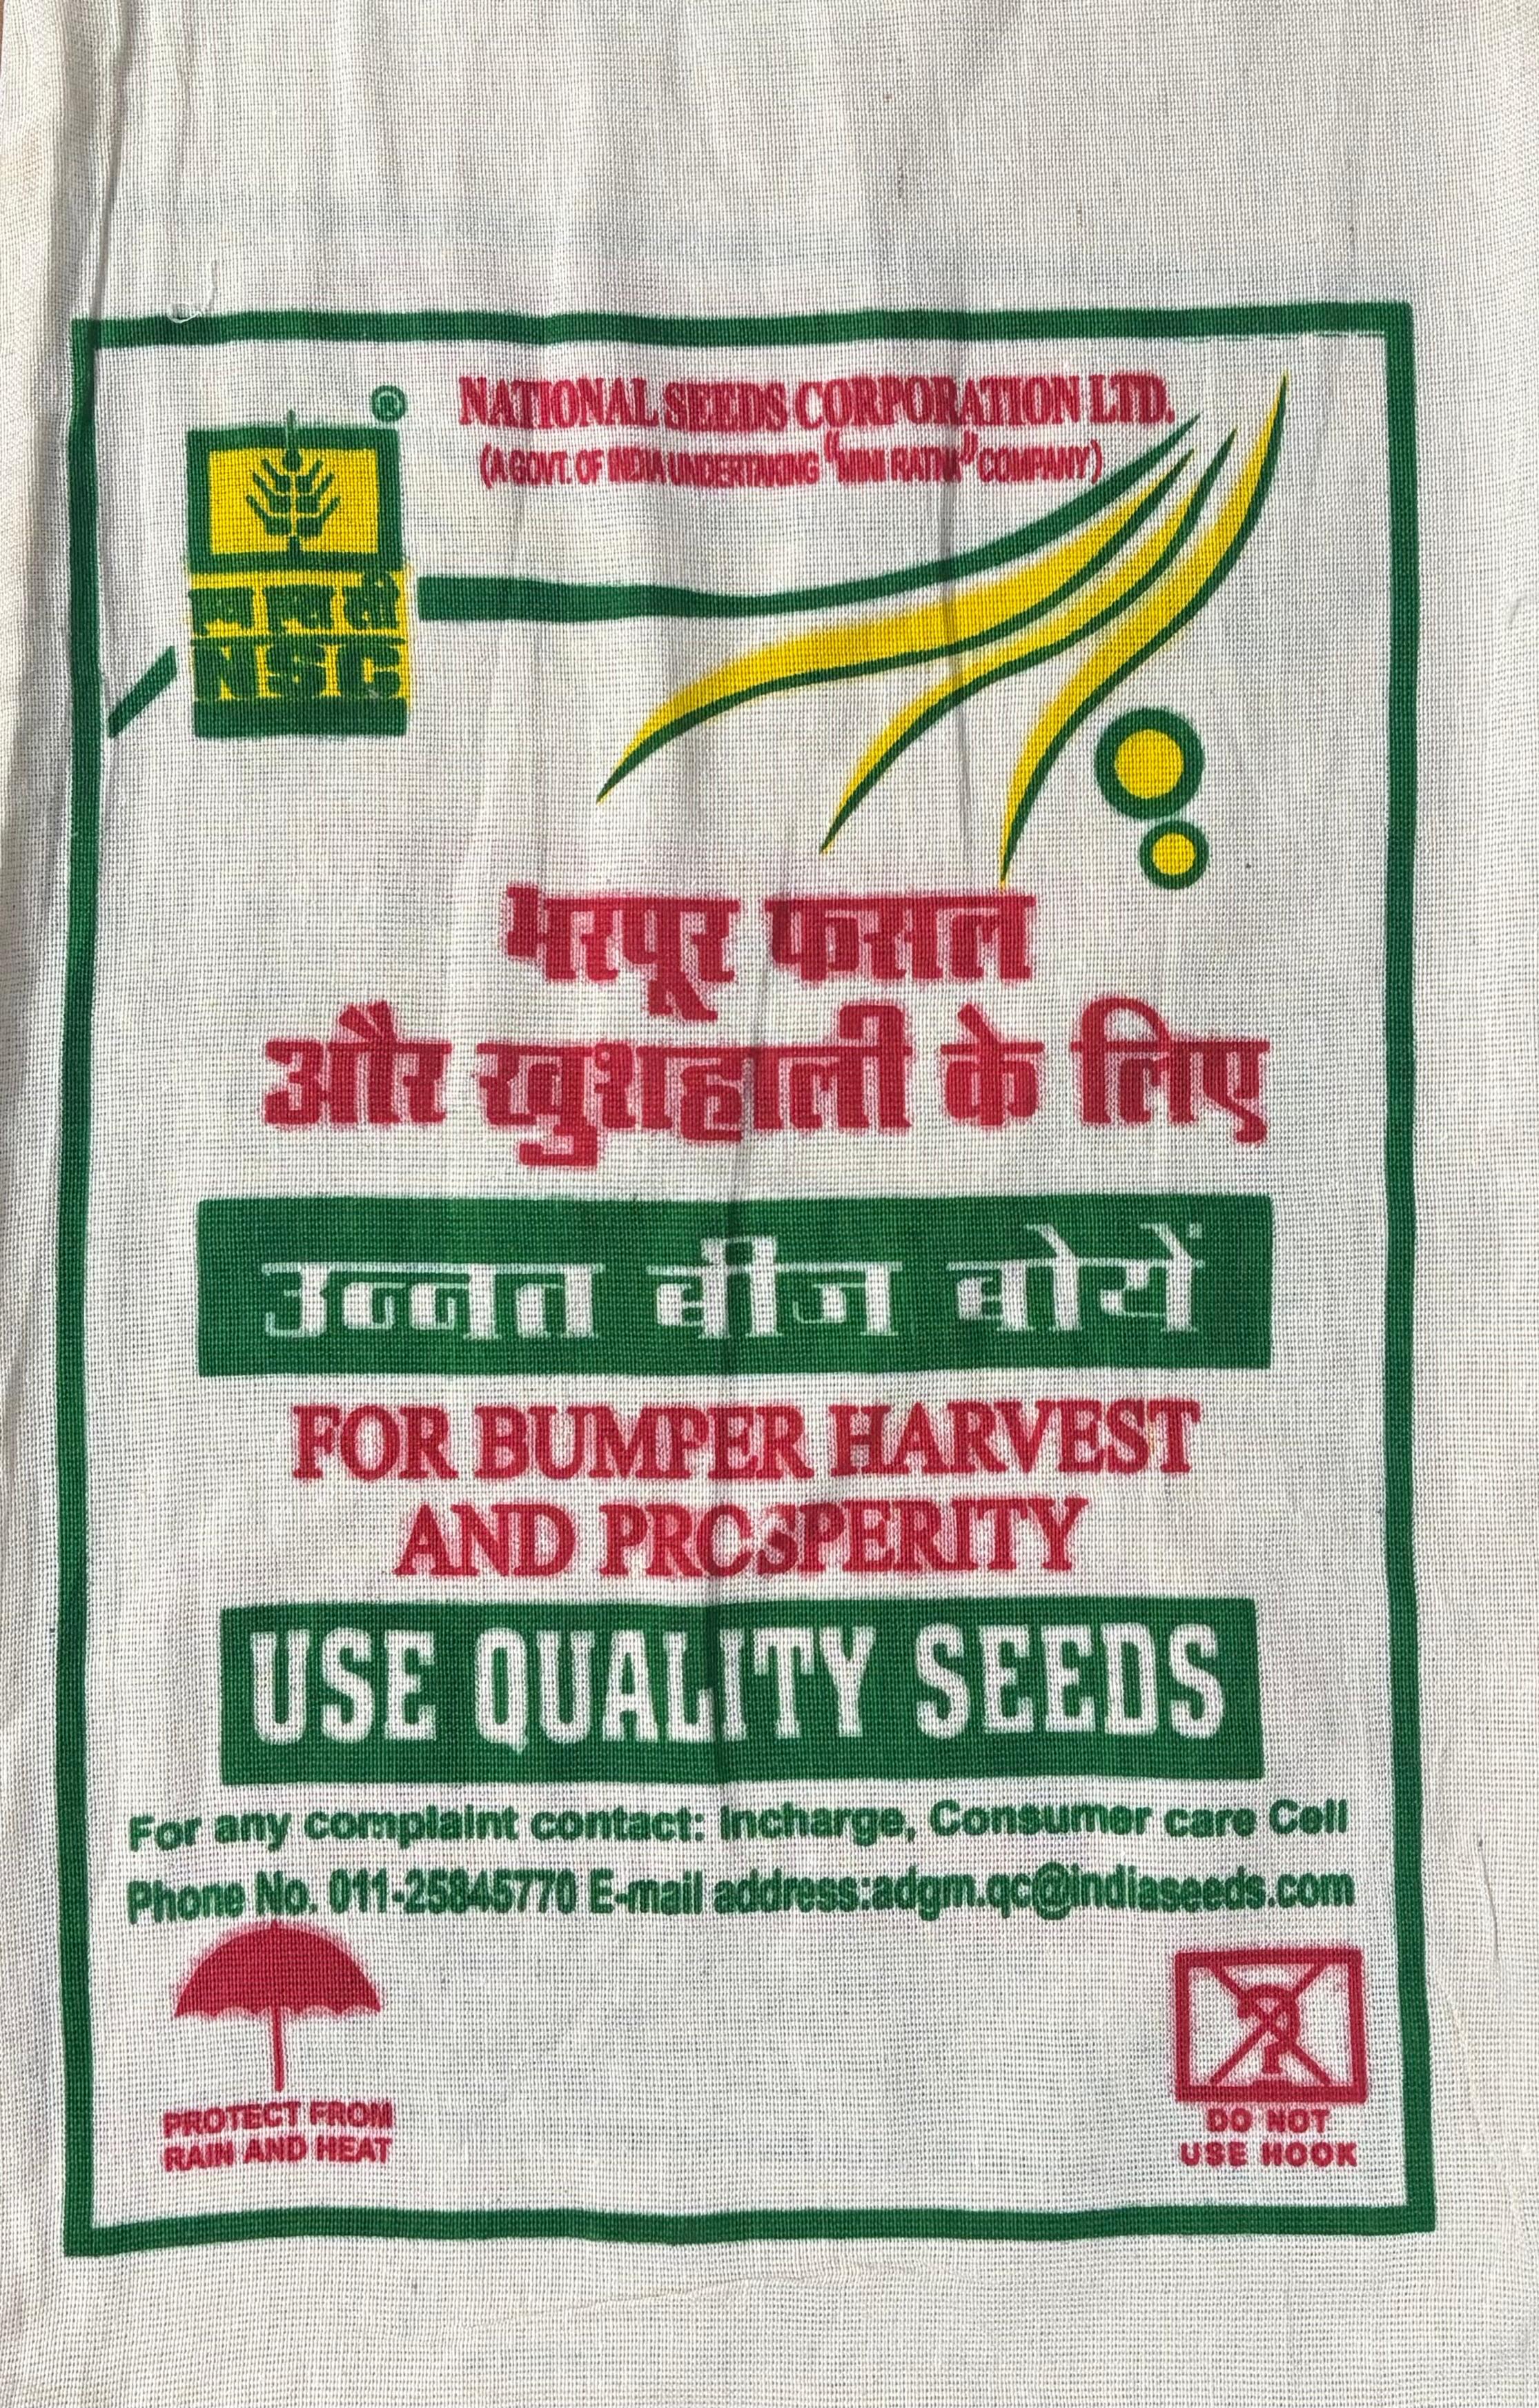 ®
NATIONAL SEEDS CORPORATION LTD.
(A GOVT. OF INDIA UNDERTAKING "MINI RATNA" COMPANY)
NSC
भरपूर फसल
और खुशहाली के लिए
उन्नत बीज बोयें
FOR BUMPER HARVEST
AND PROSPERITY
USE QUALITY SEEDS
For any complaint contact: Incharge, Consumer care Cell
Phone No. 011-25845770 E-mail address:adgm.qc@indiaseeds.com
PROTECT FROM
RAIN AND HEAT
DO NOT
USE HOOK